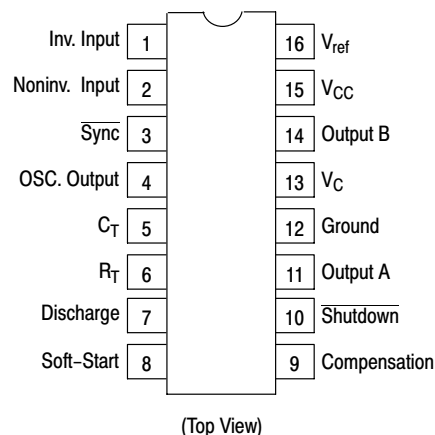 Inv. Input 1 16 Vref
Noninv. Input 2 15 VCC
Sync 3 14 Output B
OSC. Output 4 13 VC
CT 5 12 Ground
RT 6 11 Output A
Discharge 7 10 Shutdown
Soft−Start 8 9 Compensation
(Top View)